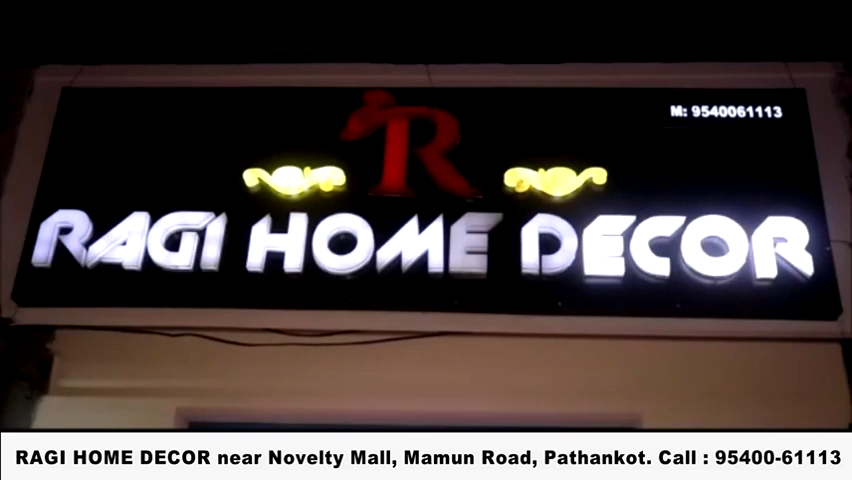 M: 9540061113
R
RAGI HOME DECOR
RAGI HOME DECOR near Novelty Mall, Mamun Road, Pathankot. Call : 95400-61113